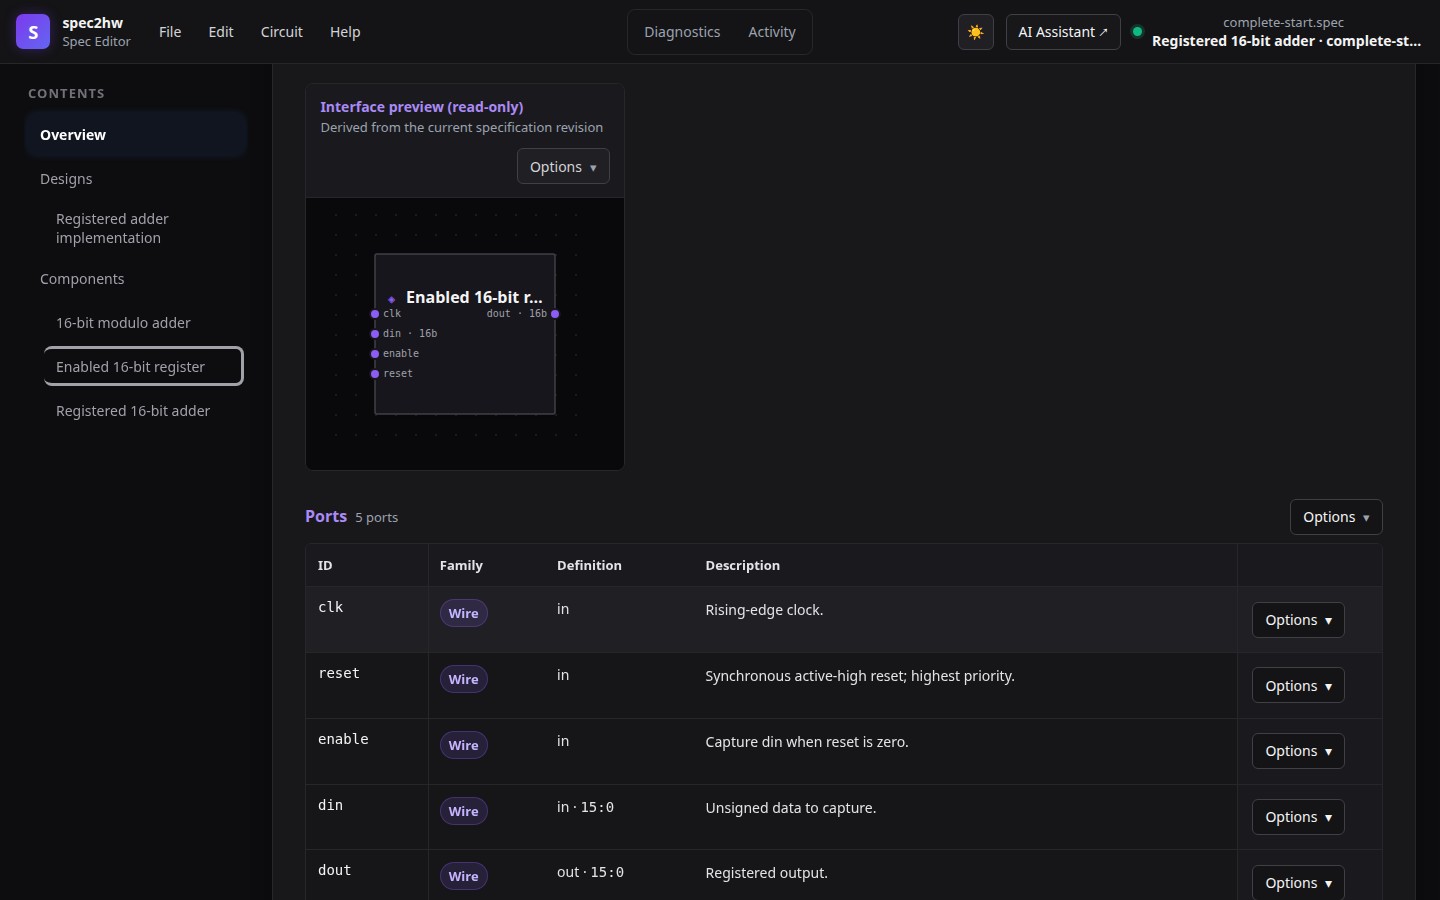 S
spec2hw
Spec Editor
File Edit Circuit Help
Diagnostics Activity
AI Assistant ↗
complete-start.spec
Registered 16-bit adder · complete-st...
CONTENTS
Overview
Designs
Registered adder
implementation
Components
16-bit modulo adder
Enabled 16-bit register
Registered 16-bit adder
Interface preview (read-only)
Derived from the current specification revision
Options ▾
◈ Enabled 16-bit r...
clk dout · 16b
din · 16b
enable
reset
Ports 5 ports
Options ▾
ID Family Definition Description
clk Wire in Rising-edge clock. Options ▾
reset Wire in Synchronous active-high reset; highest priority. Options ▾
enable Wire in Capture din when reset is zero. Options ▾
din Wire in · 15:0 Unsigned data to capture. Options ▾
dout Wire out · 15:0 Registered output. Options ▾